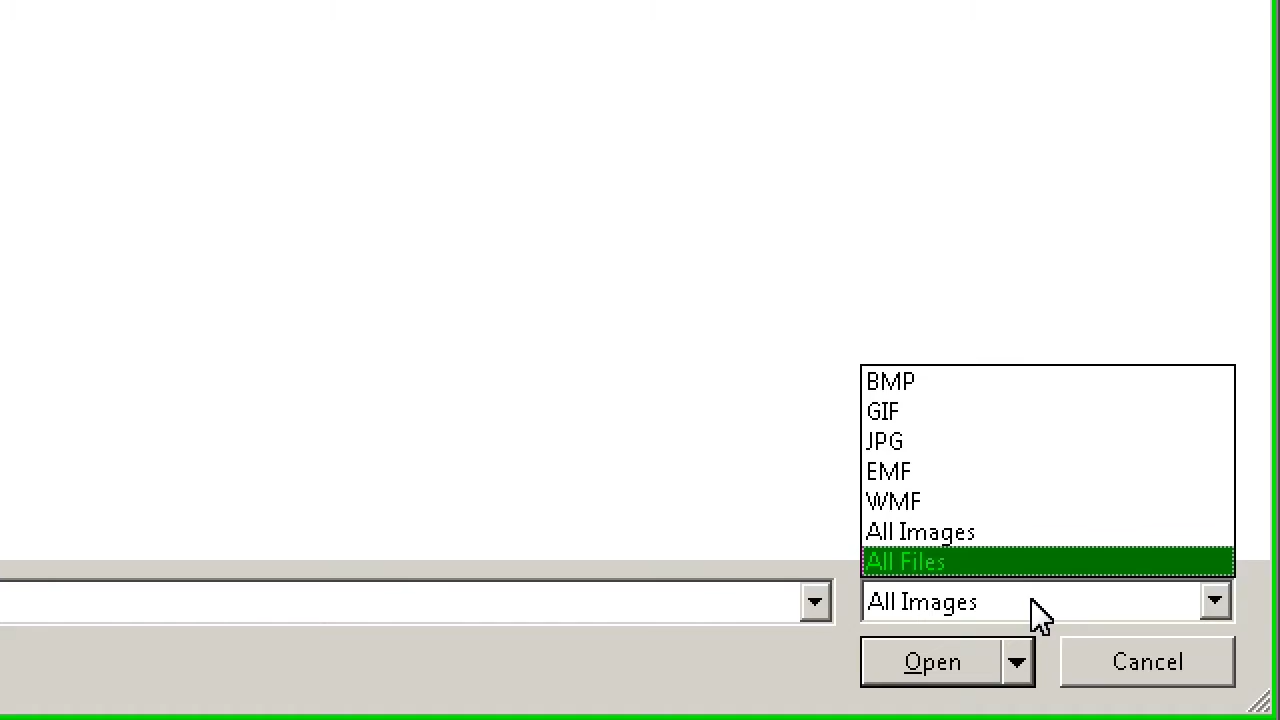 BMP
GIF
JPG
EMF
WMF
All Images
All Files
All Images
Open
Cancel